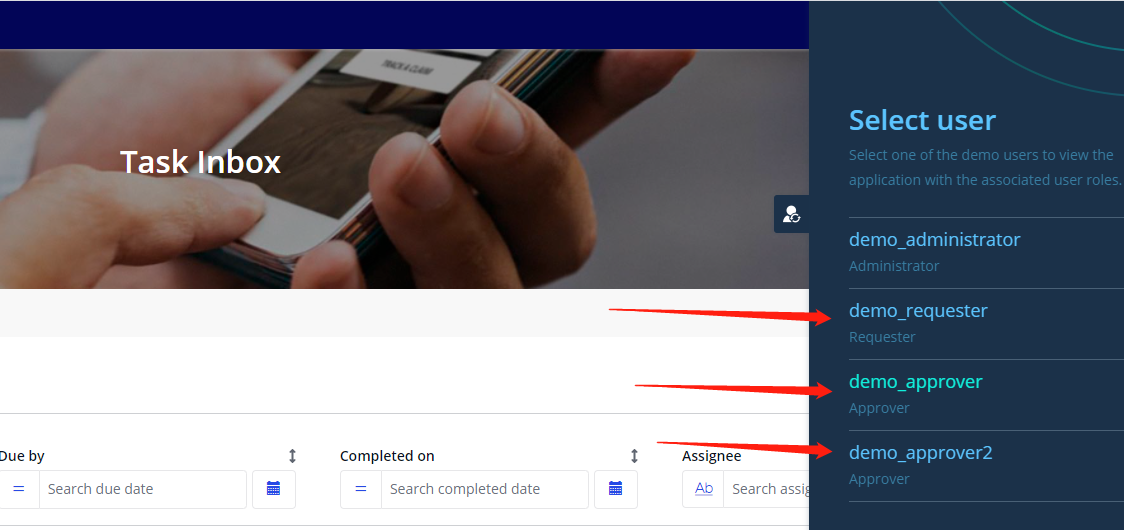 TRACK A CLAIM
Task Inbox
Select user
Select one of the demo users to view the
application with the associated user roles.
demo_administrator
Administrator
demo_requester
Requester
demo_approver
Approver
demo_approver2
Approver
Due by
Completed on
Assignee
=
Search due date
=
Search completed date
Ab
Search assig